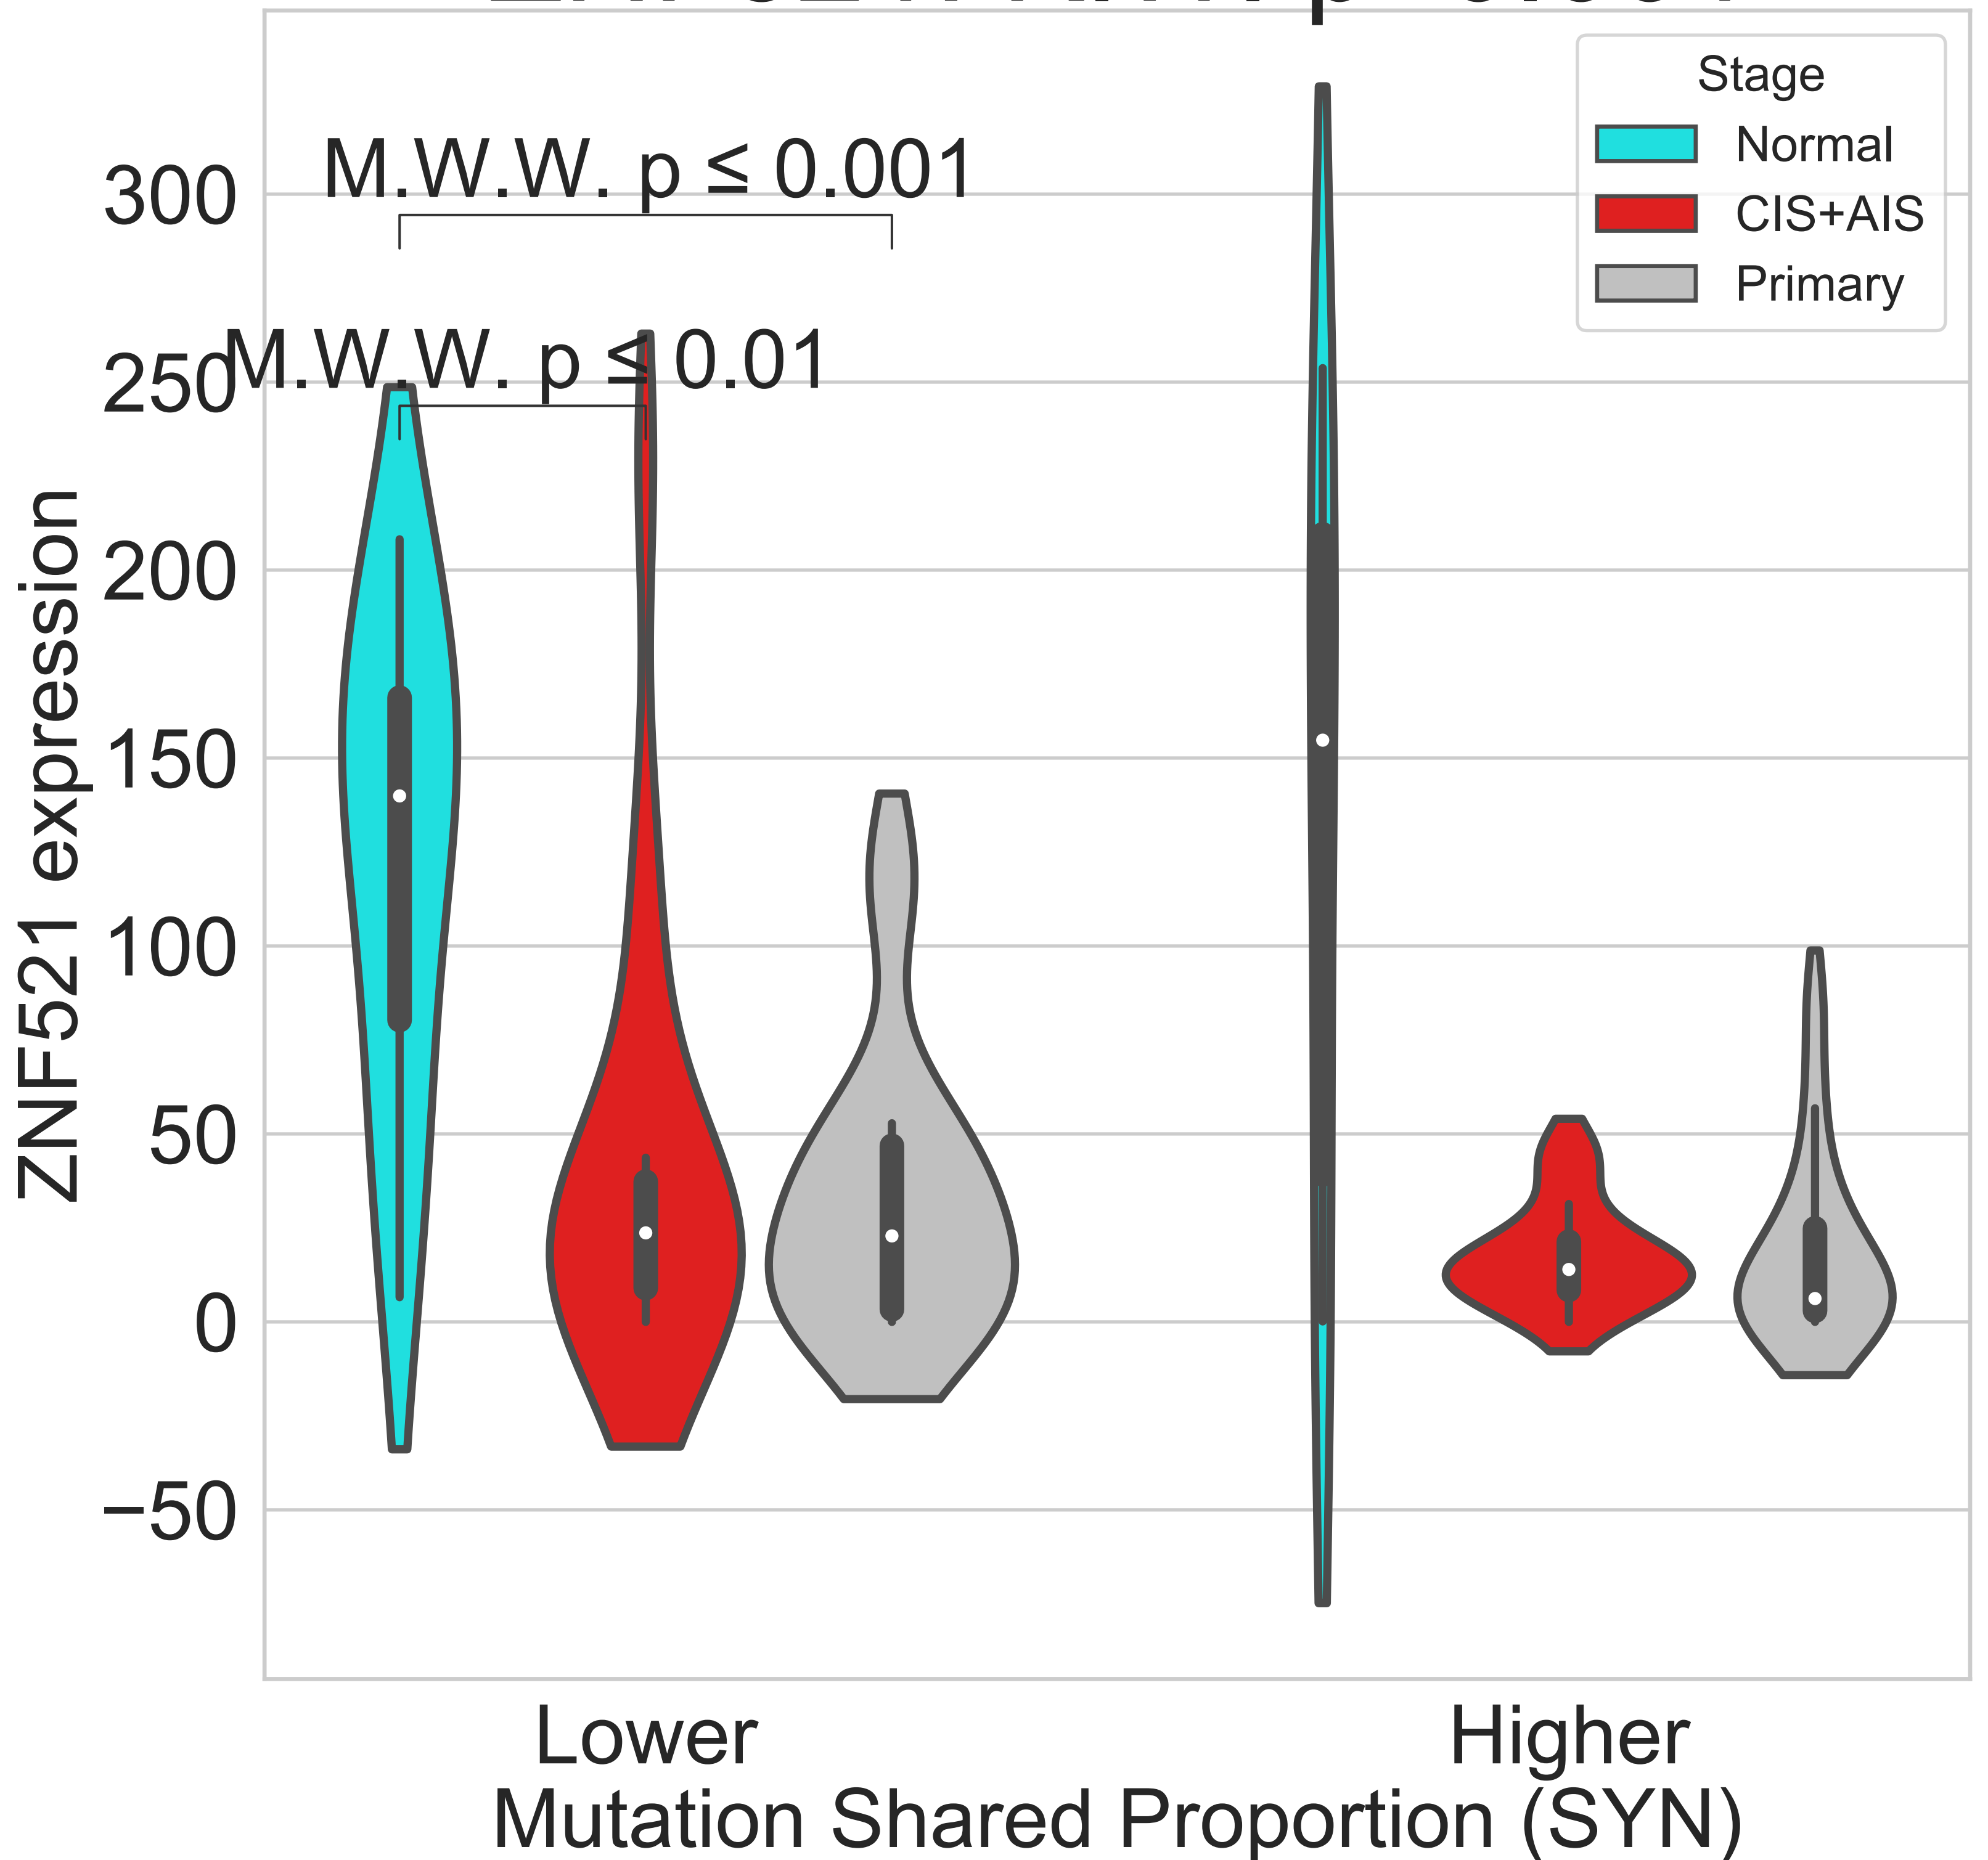 Stage
Normal
CIS+AIS
Primary
M.W.W. p ≤ 0.001
M.W.W. p ≤ 0.01
300
250
200
150
100
50
0
−50
ZNF521 expression
Lower
Higher
Mutation Shared Proportion (SYN)